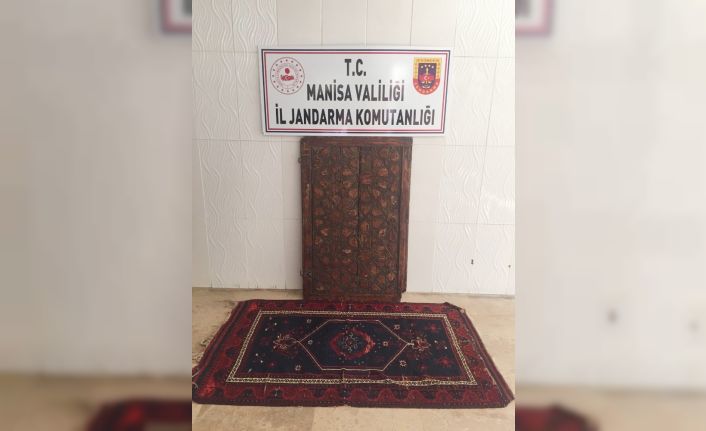 T.C.
MANİSA VALİLİĞİ
İL JANDARMA KOMUTANLIĞI